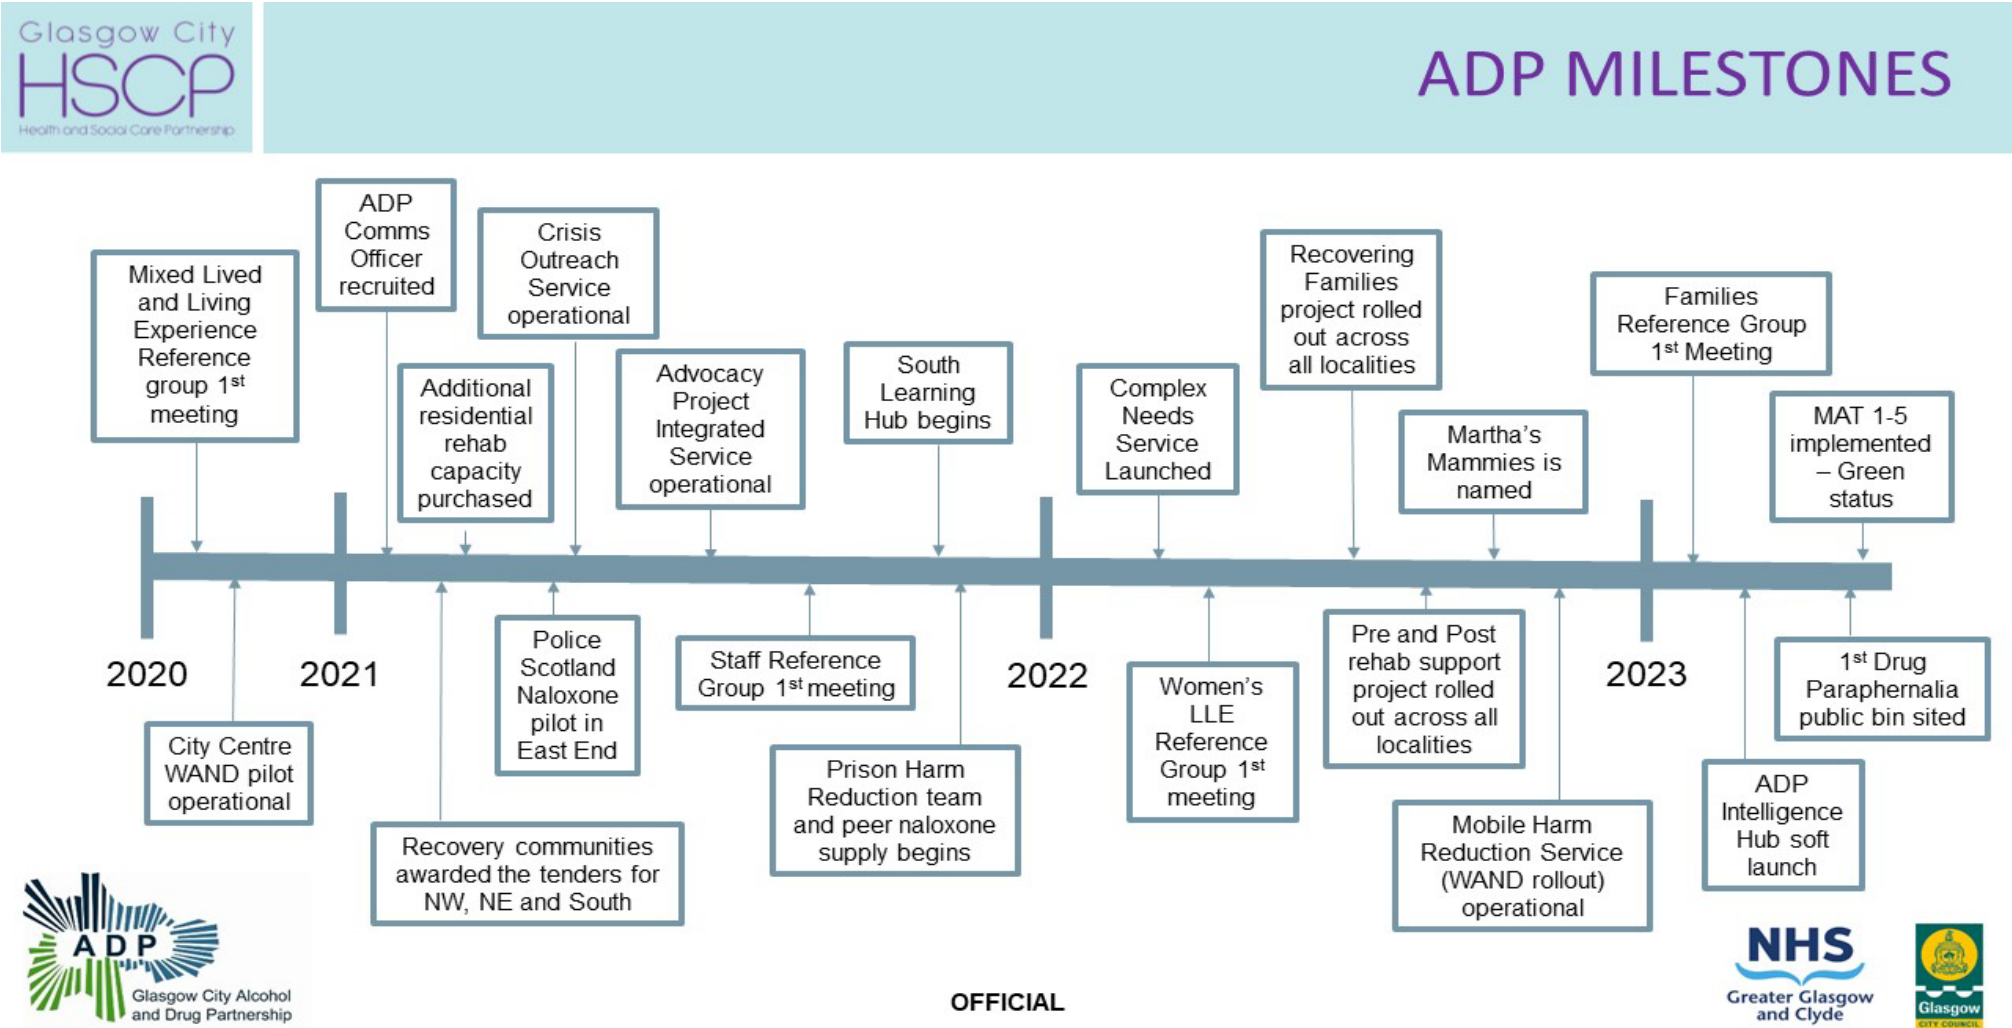 Glasgow City
HSCP
Health and Social Care Partnership
ADP MILESTONES
Mixed Lived
and Living
Experience
Reference
group 1st
meeting
ADP
Comms
Officer
recruited
Additional
residential
rehab
capacity
purchased
Crisis
Outreach
Service
operational
Advocacy
Project
Integrated
Service
operational
South
Learning
Hub begins
Complex
Needs
Service
Launched
Recovering
Families
project rolled
out across
all localities
Martha’s
Mammies is
named
Families
Reference Group
1st Meeting
MAT 1-5
implemented
– Green
status
2020
2021
2022
2023
City Centre
WAND pilot
operational
Recovery communities
awarded the tenders for
NW, NE and South
Police
Scotland
Naloxone
pilot in
East End
Staff Reference
Group 1st meeting
Prison Harm
Reduction team
and peer naloxone
supply begins
Women’s
LLE
Reference
Group 1st
meeting
Pre and Post
rehab support
project rolled
out across all
localities
Mobile Harm
Reduction Service
(WAND rollout)
operational
ADP
Intelligence
Hub soft
launch
1st Drug
Paraphernalia
public bin sited
ADP
Glasgow City Alcohol
and Drug Partnership
OFFICIAL
NHS
Greater Glasgow
and Clyde
Glasgow
CITY COUNCIL